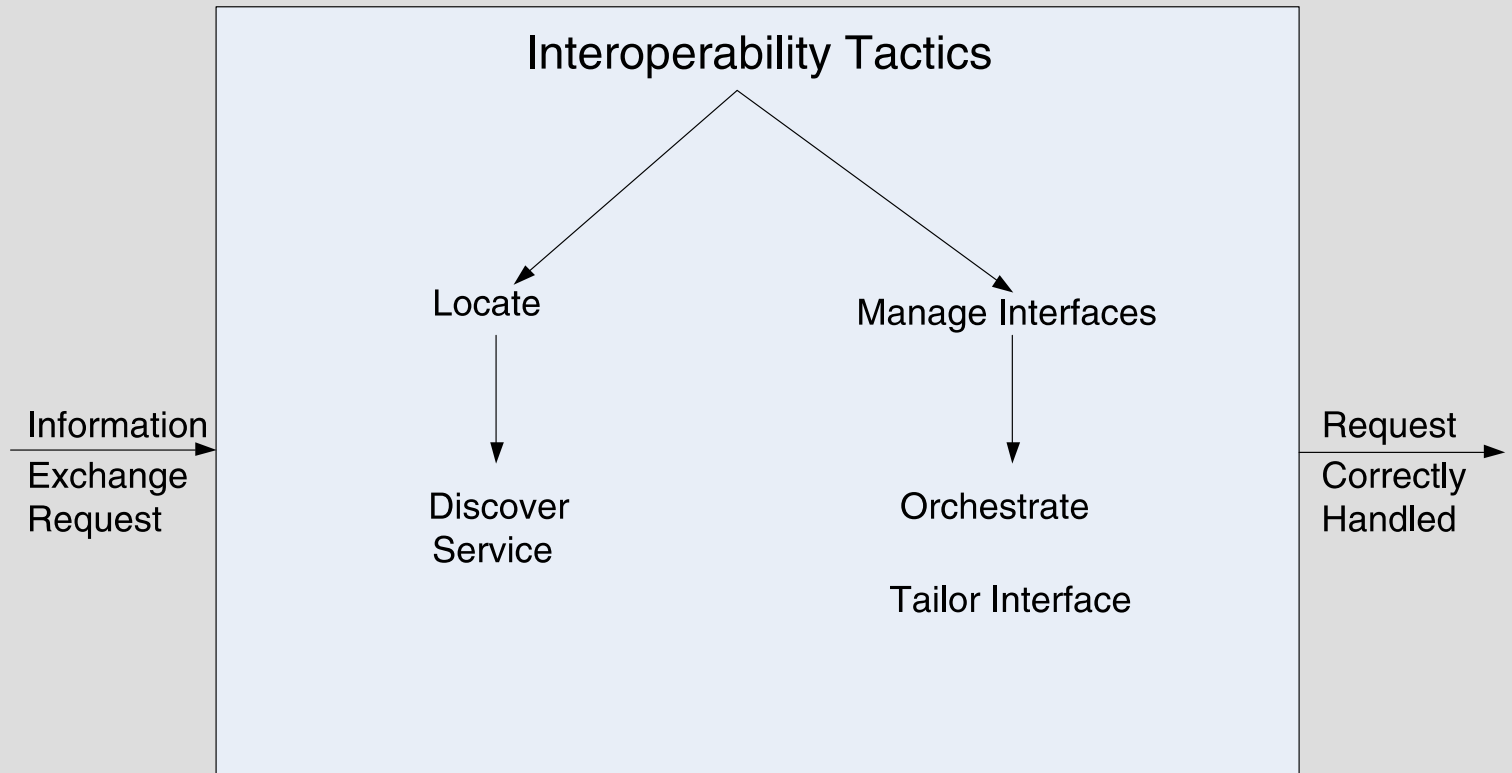 Interoperability Tactics
Locate
Manage Interfaces
Information
Exchange
Request
Discover
Service
Orchestrate
Tailor Interface
Request
Correctly
Handled